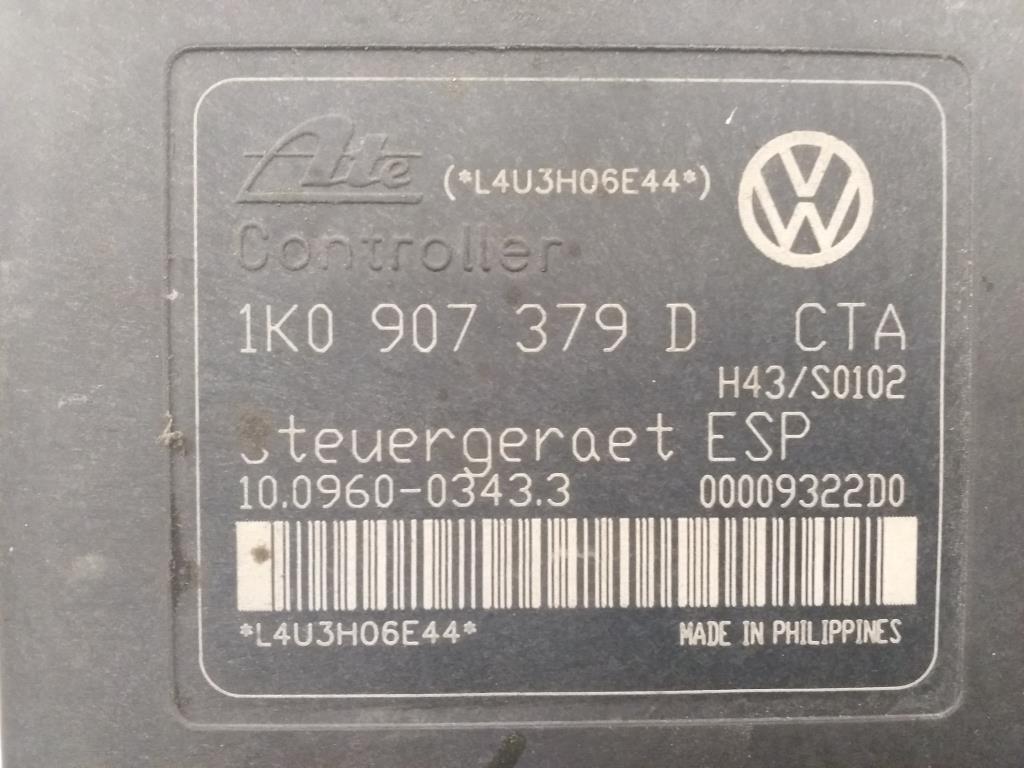 Ate (*L4U3H06E44*)
Controller
1K0 907 379 D CTA
H43/S0102
Steuergeraet ESP
10.0960-0343.3 00009322D0
*L4U3H06E44* MADE IN PHILIPPINES